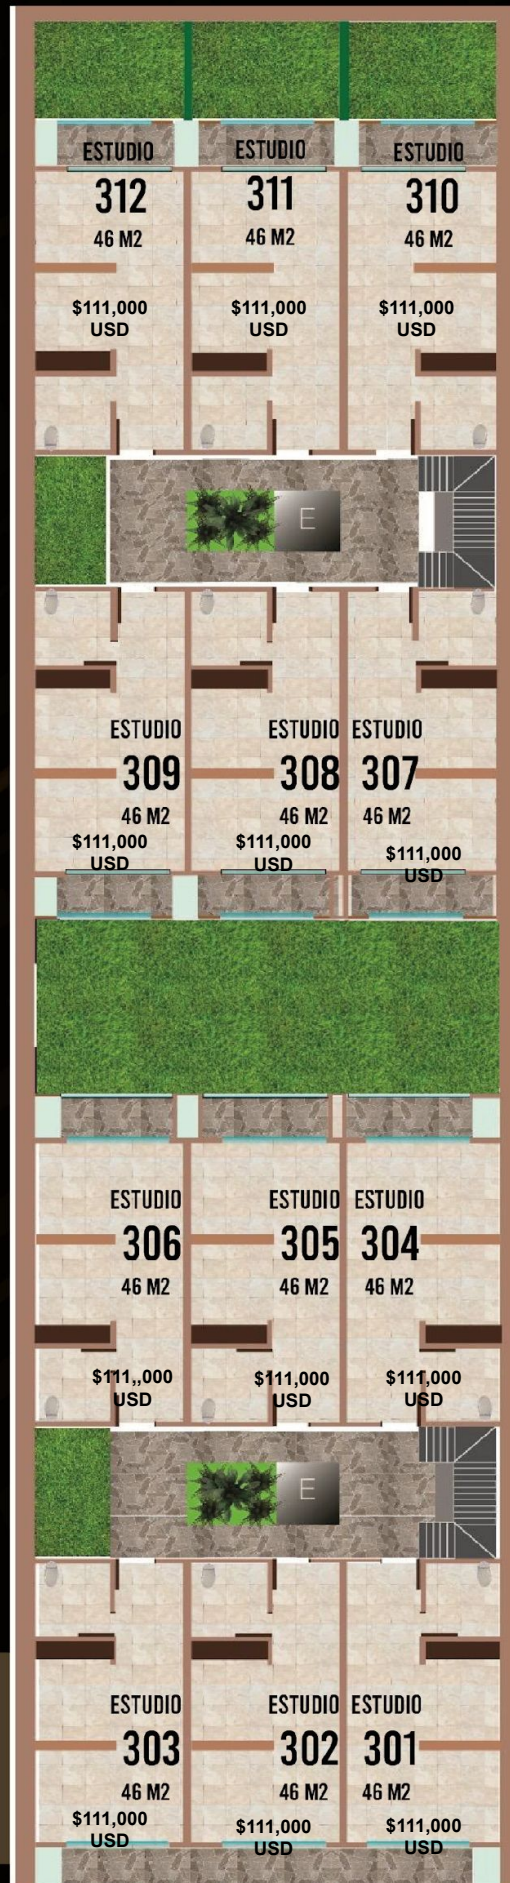 ESTUDIO
312
46 M2
$111,000
USD
ESTUDIO
311
46 M2
$111,000
USD
ESTUDIO
310
46 M2
$111,000
USD
E
ESTUDIO
309
46 M2
$111,000
USD
ESTUDIO
308
46 M2
$111,000
USD
ESTUDIO
307
46 M2
$111,000
USD
ESTUDIO
306
46 M2
$111,,000
USD
ESTUDIO
305
46 M2
$111,000
USD
ESTUDIO
304
46 M2
$111,000
USD
E
ESTUDIO
303
46 M2
$111,000
USD
ESTUDIO
302
46 M2
$111,000
USD
ESTUDIO
301
46 M2
$111,000
USD